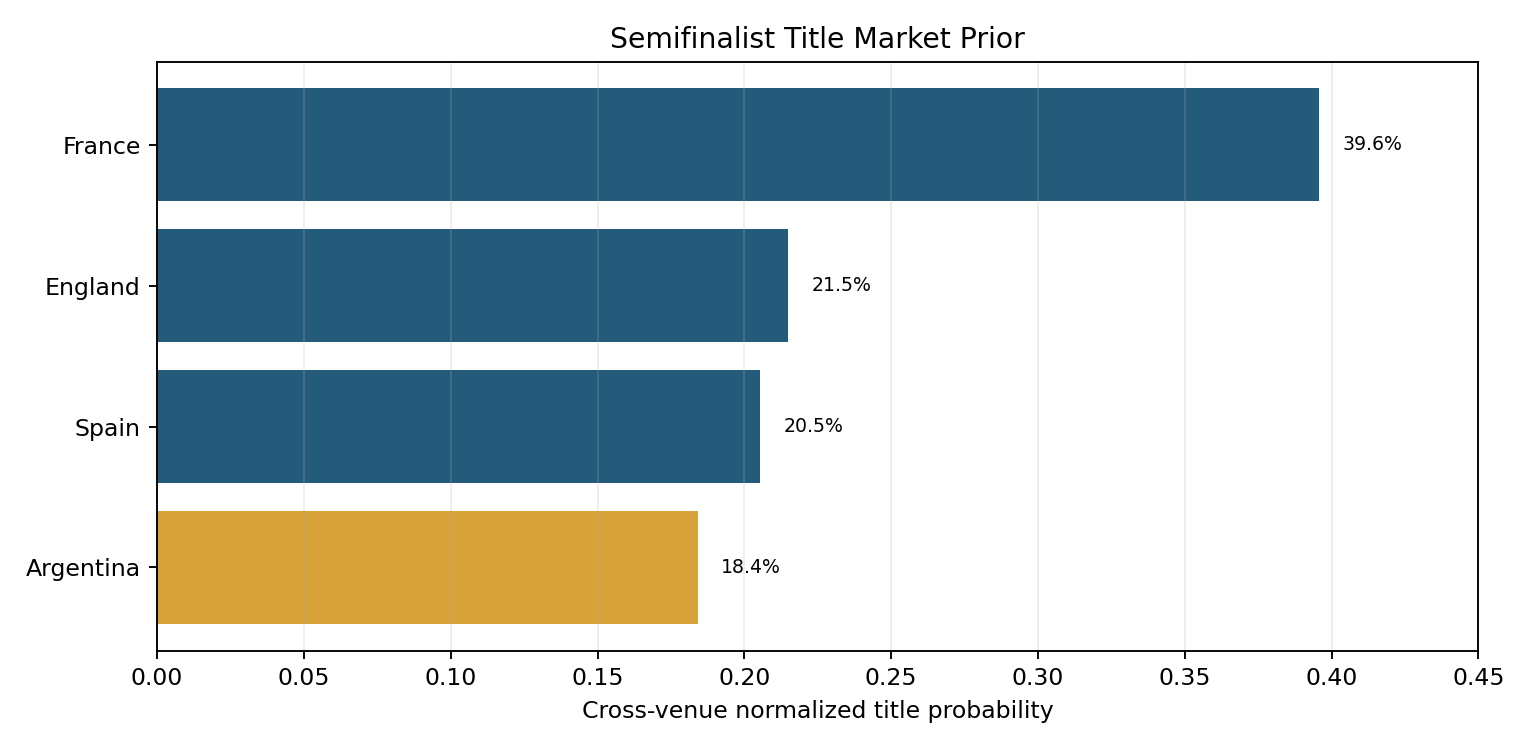 Semifinalist Title Market Prior
France
39.6%
England
21.5%
Spain
20.5%
Argentina
18.4%
0.00 0.05 0.10 0.15 0.20 0.25 0.30 0.35 0.40 0.45
Cross-venue normalized title probability